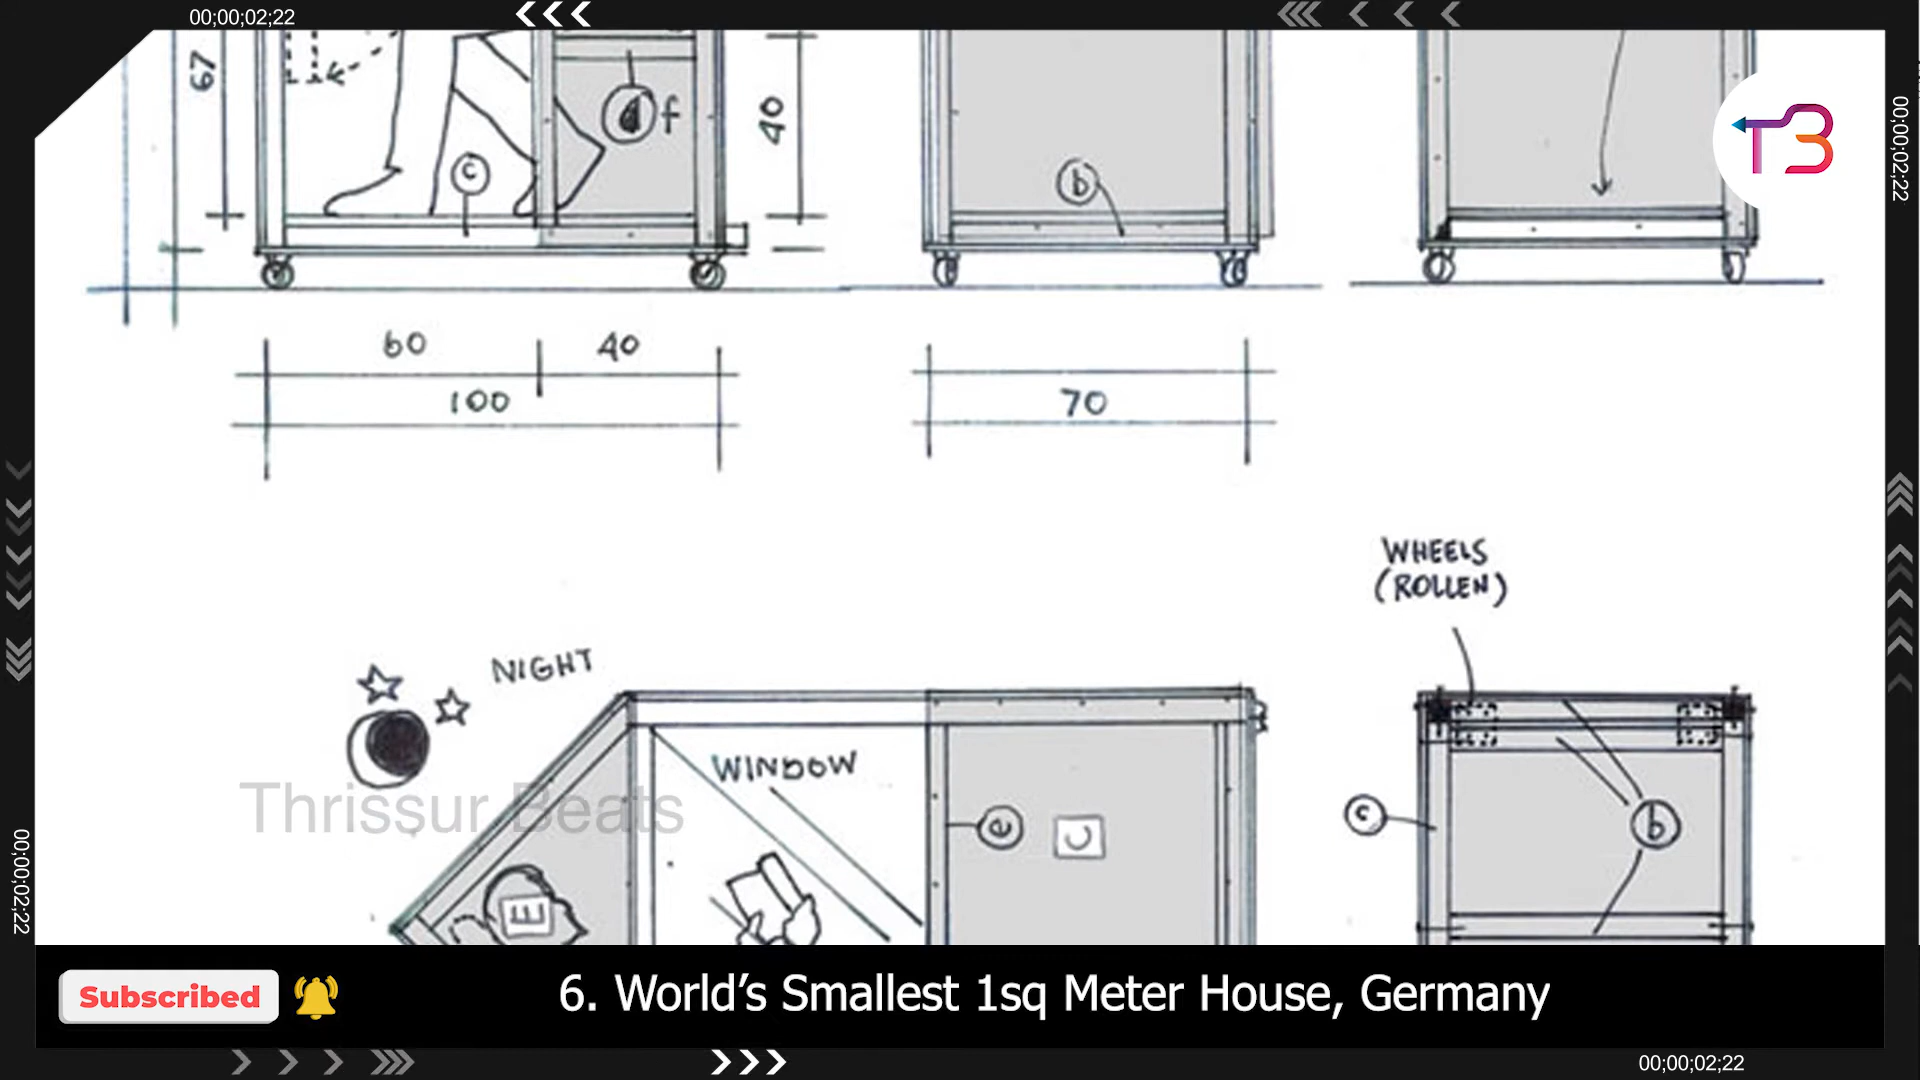 00;00;02;22
67
40
d f
c
b
T3
00;00;02;22
60
40
100
70
WHEELS
(ROLLEN)
NIGHT
WINDOW
Thrissur Beats
e
c
b
E
00;00;02;22
Subscribed
6. World's Smallest 1sq Meter House, Germany
00;00;02;22